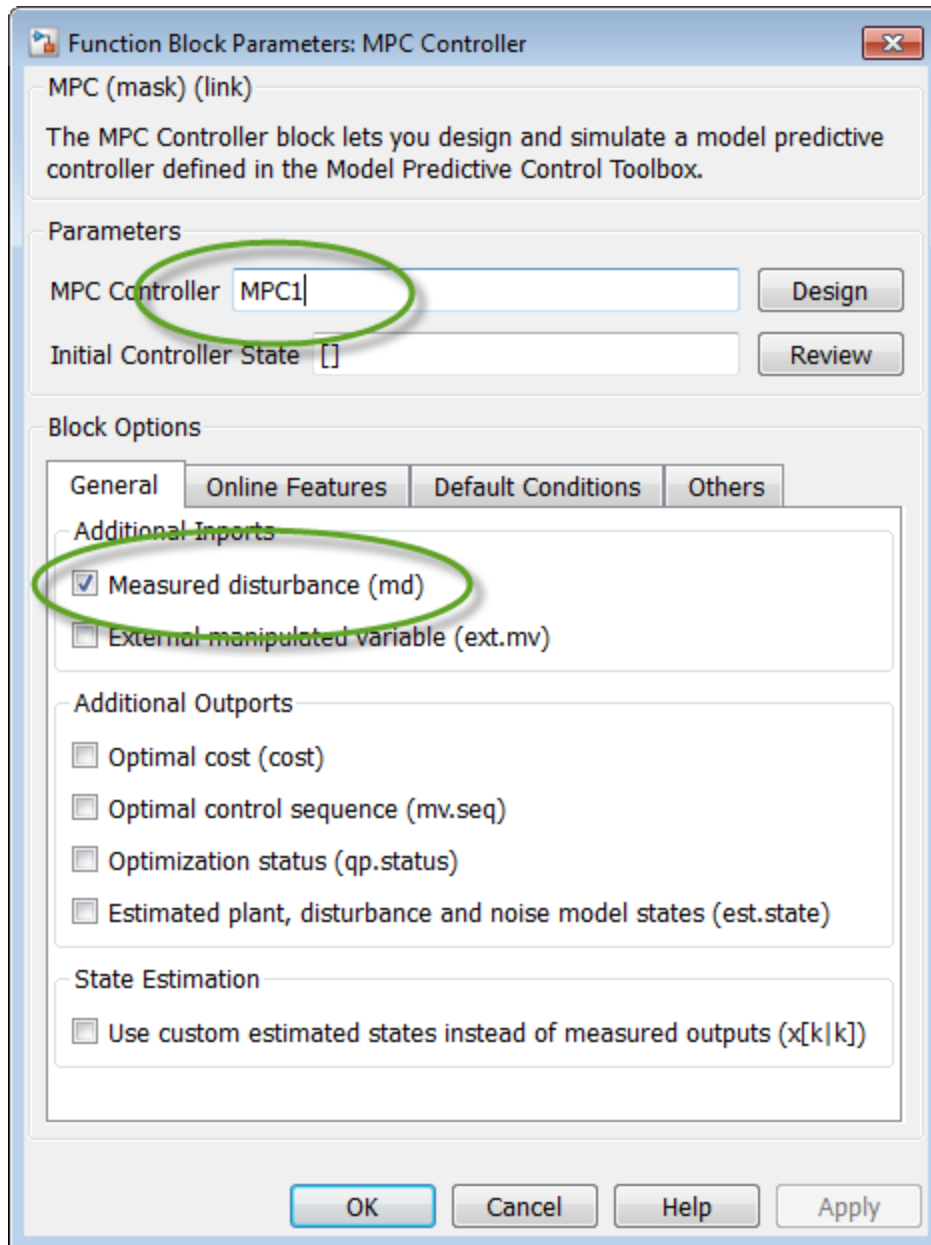 Function Block Parameters: MPC Controller
MPC (mask) (link)
The MPC Controller block lets you design and simulate a model predictive
controller defined in the Model Predictive Control Toolbox.
Parameters
MPC Controller MPC1 Design
Initial Controller State [] Review
Block Options
General Online Features Default Conditions Others
Additional Inports
Measured disturbance (md)
External manipulated variable (ext.mv)
Additional Outports
Optimal cost (cost)
Optimal control sequence (mv.seq)
Optimization status (qp.status)
Estimated plant, disturbance and noise model states (est.state)
State Estimation
Use custom estimated states instead of measured outputs (x[k|k])
OK Cancel Help Apply